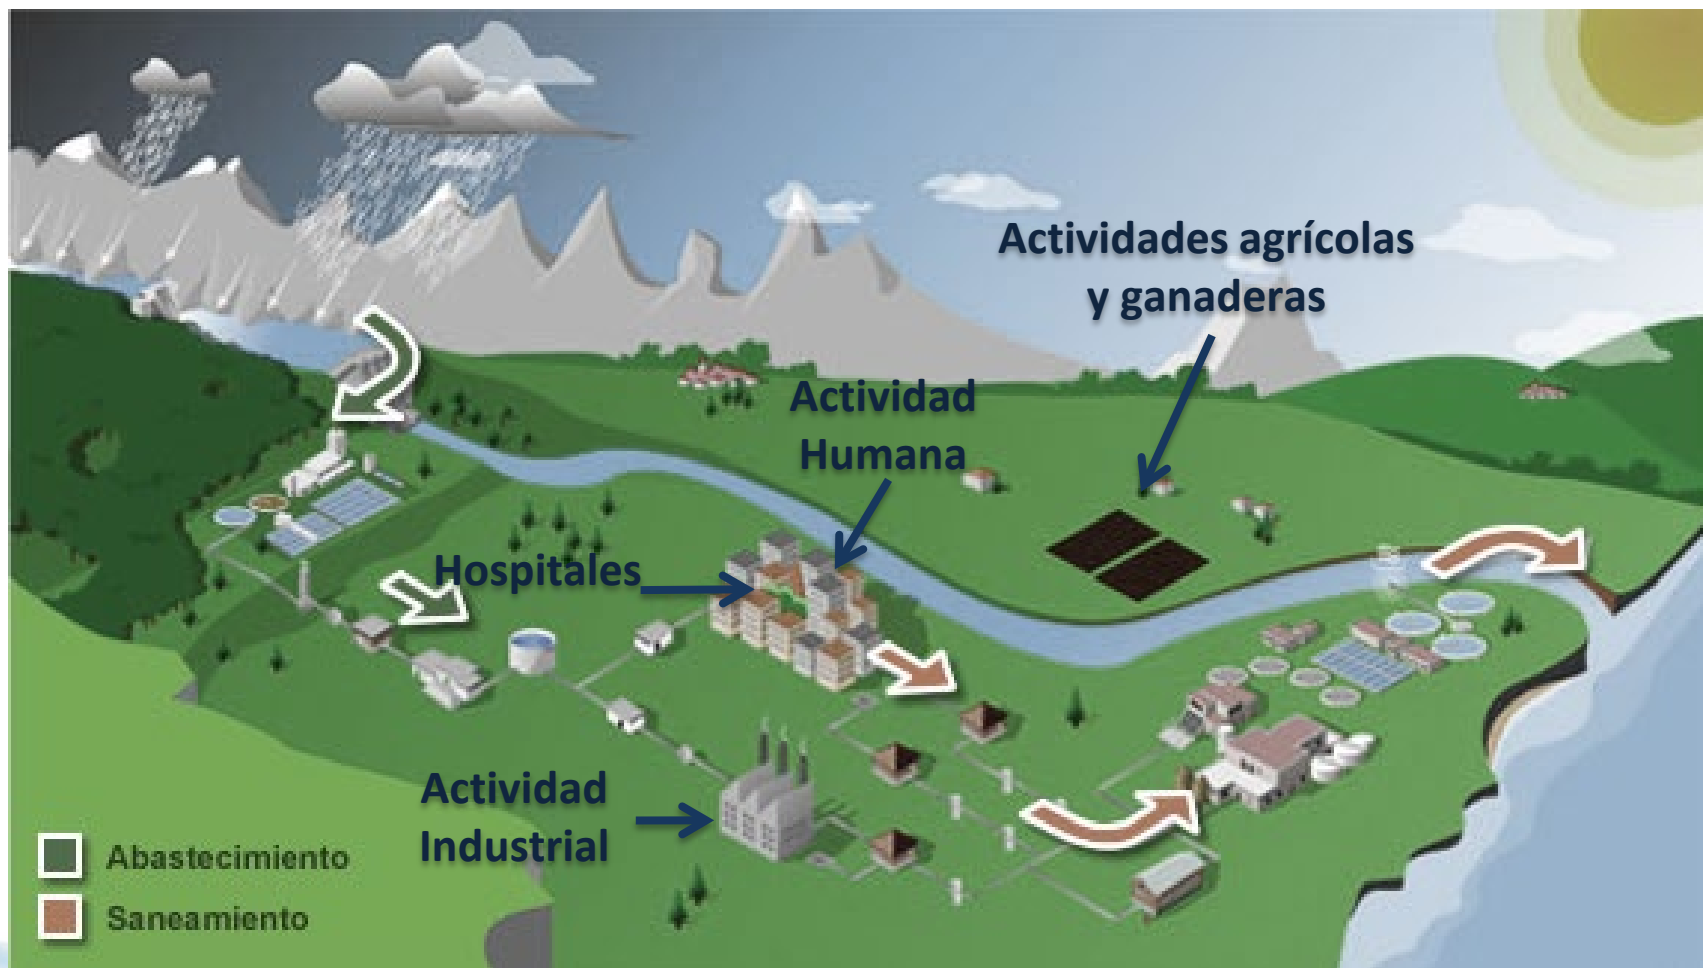 Actividades agrícolas
y ganaderas
Actividad
Humana
Hospitales
Actividad
Industrial
Abastecimiento
Saneamiento